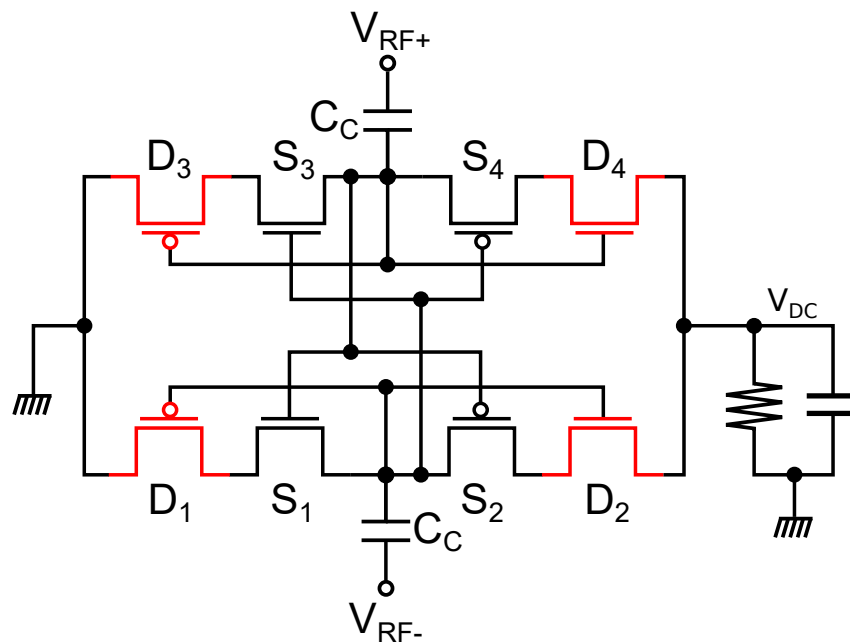 V_RF+
C_C
D_3
S_3
S_4
D_4
V_DC
D_1
S_1
S_2
D_2
C_C
V_RF-